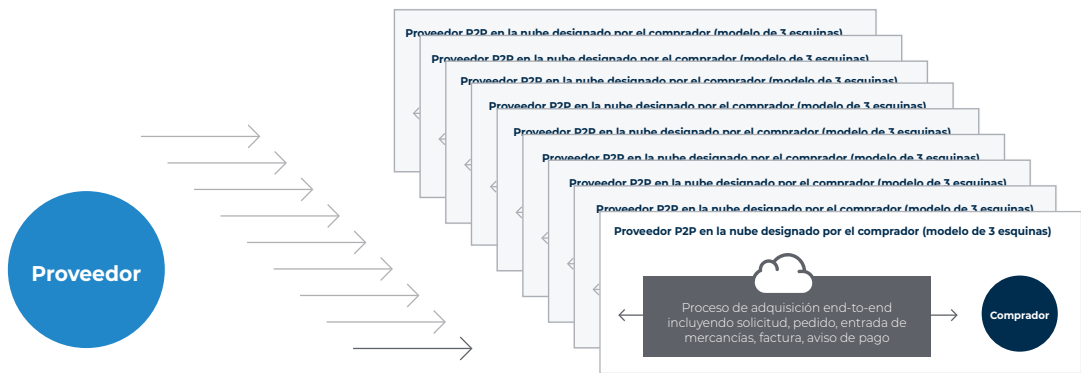 Proveedor P2P en la nube designado por el comprador (modelo de 3 esquinas)
Proveedor P2P en la nube designado por el comprador (modelo de 3 esquinas)
Proveedor P2P en la nube designado por el comprador (modelo de 3 esquinas)
Proveedor P2P en la nube designado por el comprador (modelo de 3 esquinas)
Proveedor P2P en la nube designado por el comprador (modelo de 3 esquinas)
Proveedor P2P en la nube designado por el comprador (modelo de 3 esquinas)
Proveedor P2P en la nube designado por el comprador (modelo de 3 esquinas)
Proveedor P2P en la nube designado por el comprador (modelo de 3 esquinas)
Proveedor P2P en la nube designado por el comprador (modelo de 3 esquinas)
Proveedor
Proceso de adquisición end-to-end
incluyendo solicitud, pedido, entrada de
mercancías, factura, aviso de pago
Comprador